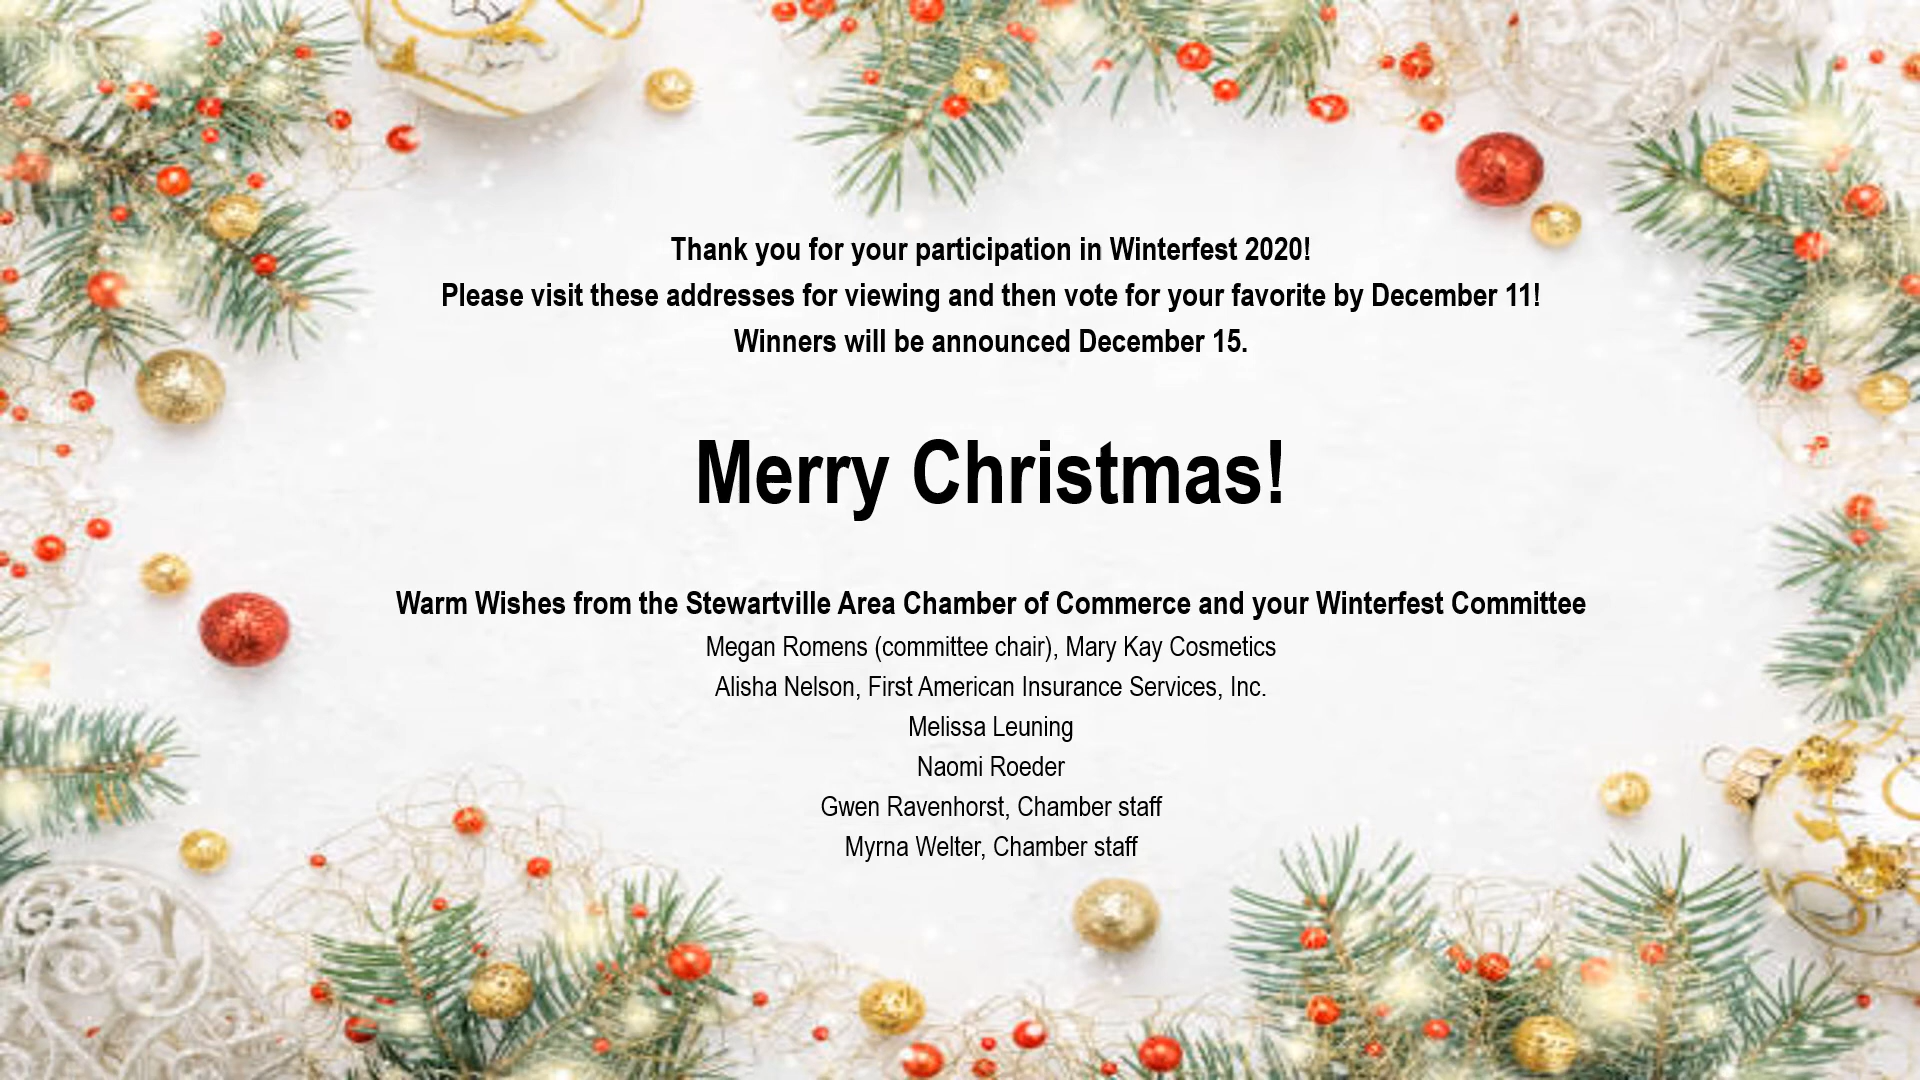 Thank you for your participation in Winterfest 2020!
Please visit these addresses for viewing and then vote for your favorite by December 11!
Winners will be announced December 15.
Merry Christmas!
Warm Wishes from the Stewartville Area Chamber of Commerce and your Winterfest Committee
Megan Romens (committee chair), Mary Kay Cosmetics
Alisha Nelson, First American Insurance Services, Inc.
Melissa Leuning
Naomi Roeder
Gwen Ravenhorst, Chamber staff
Myrna Welter, Chamber staff